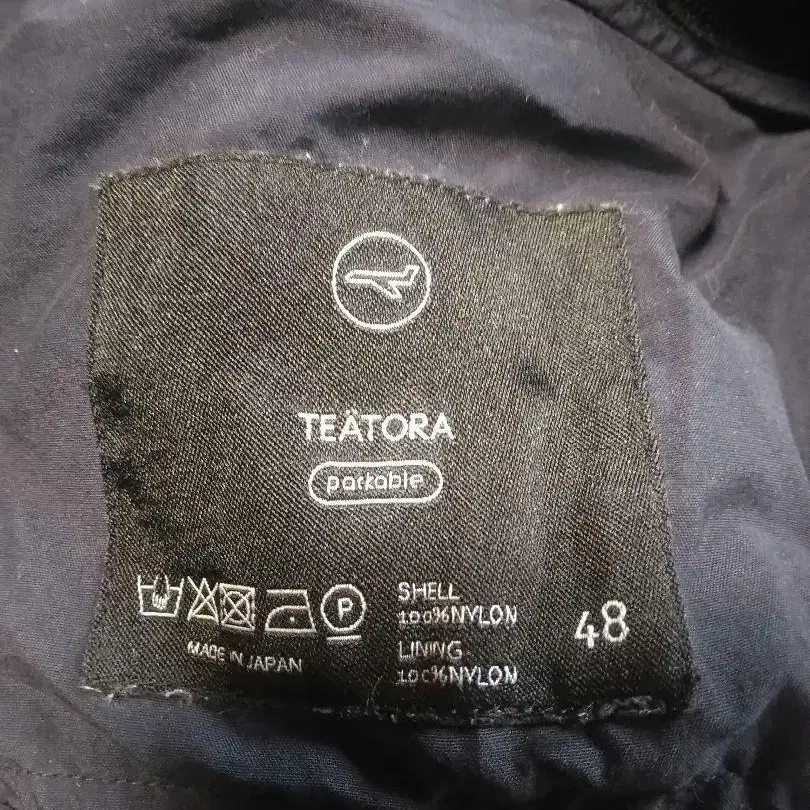 TEÄTORA
packable
P
SHELL
100%NYLON
48
MADE IN JAPAN
LINING
100%NYLON